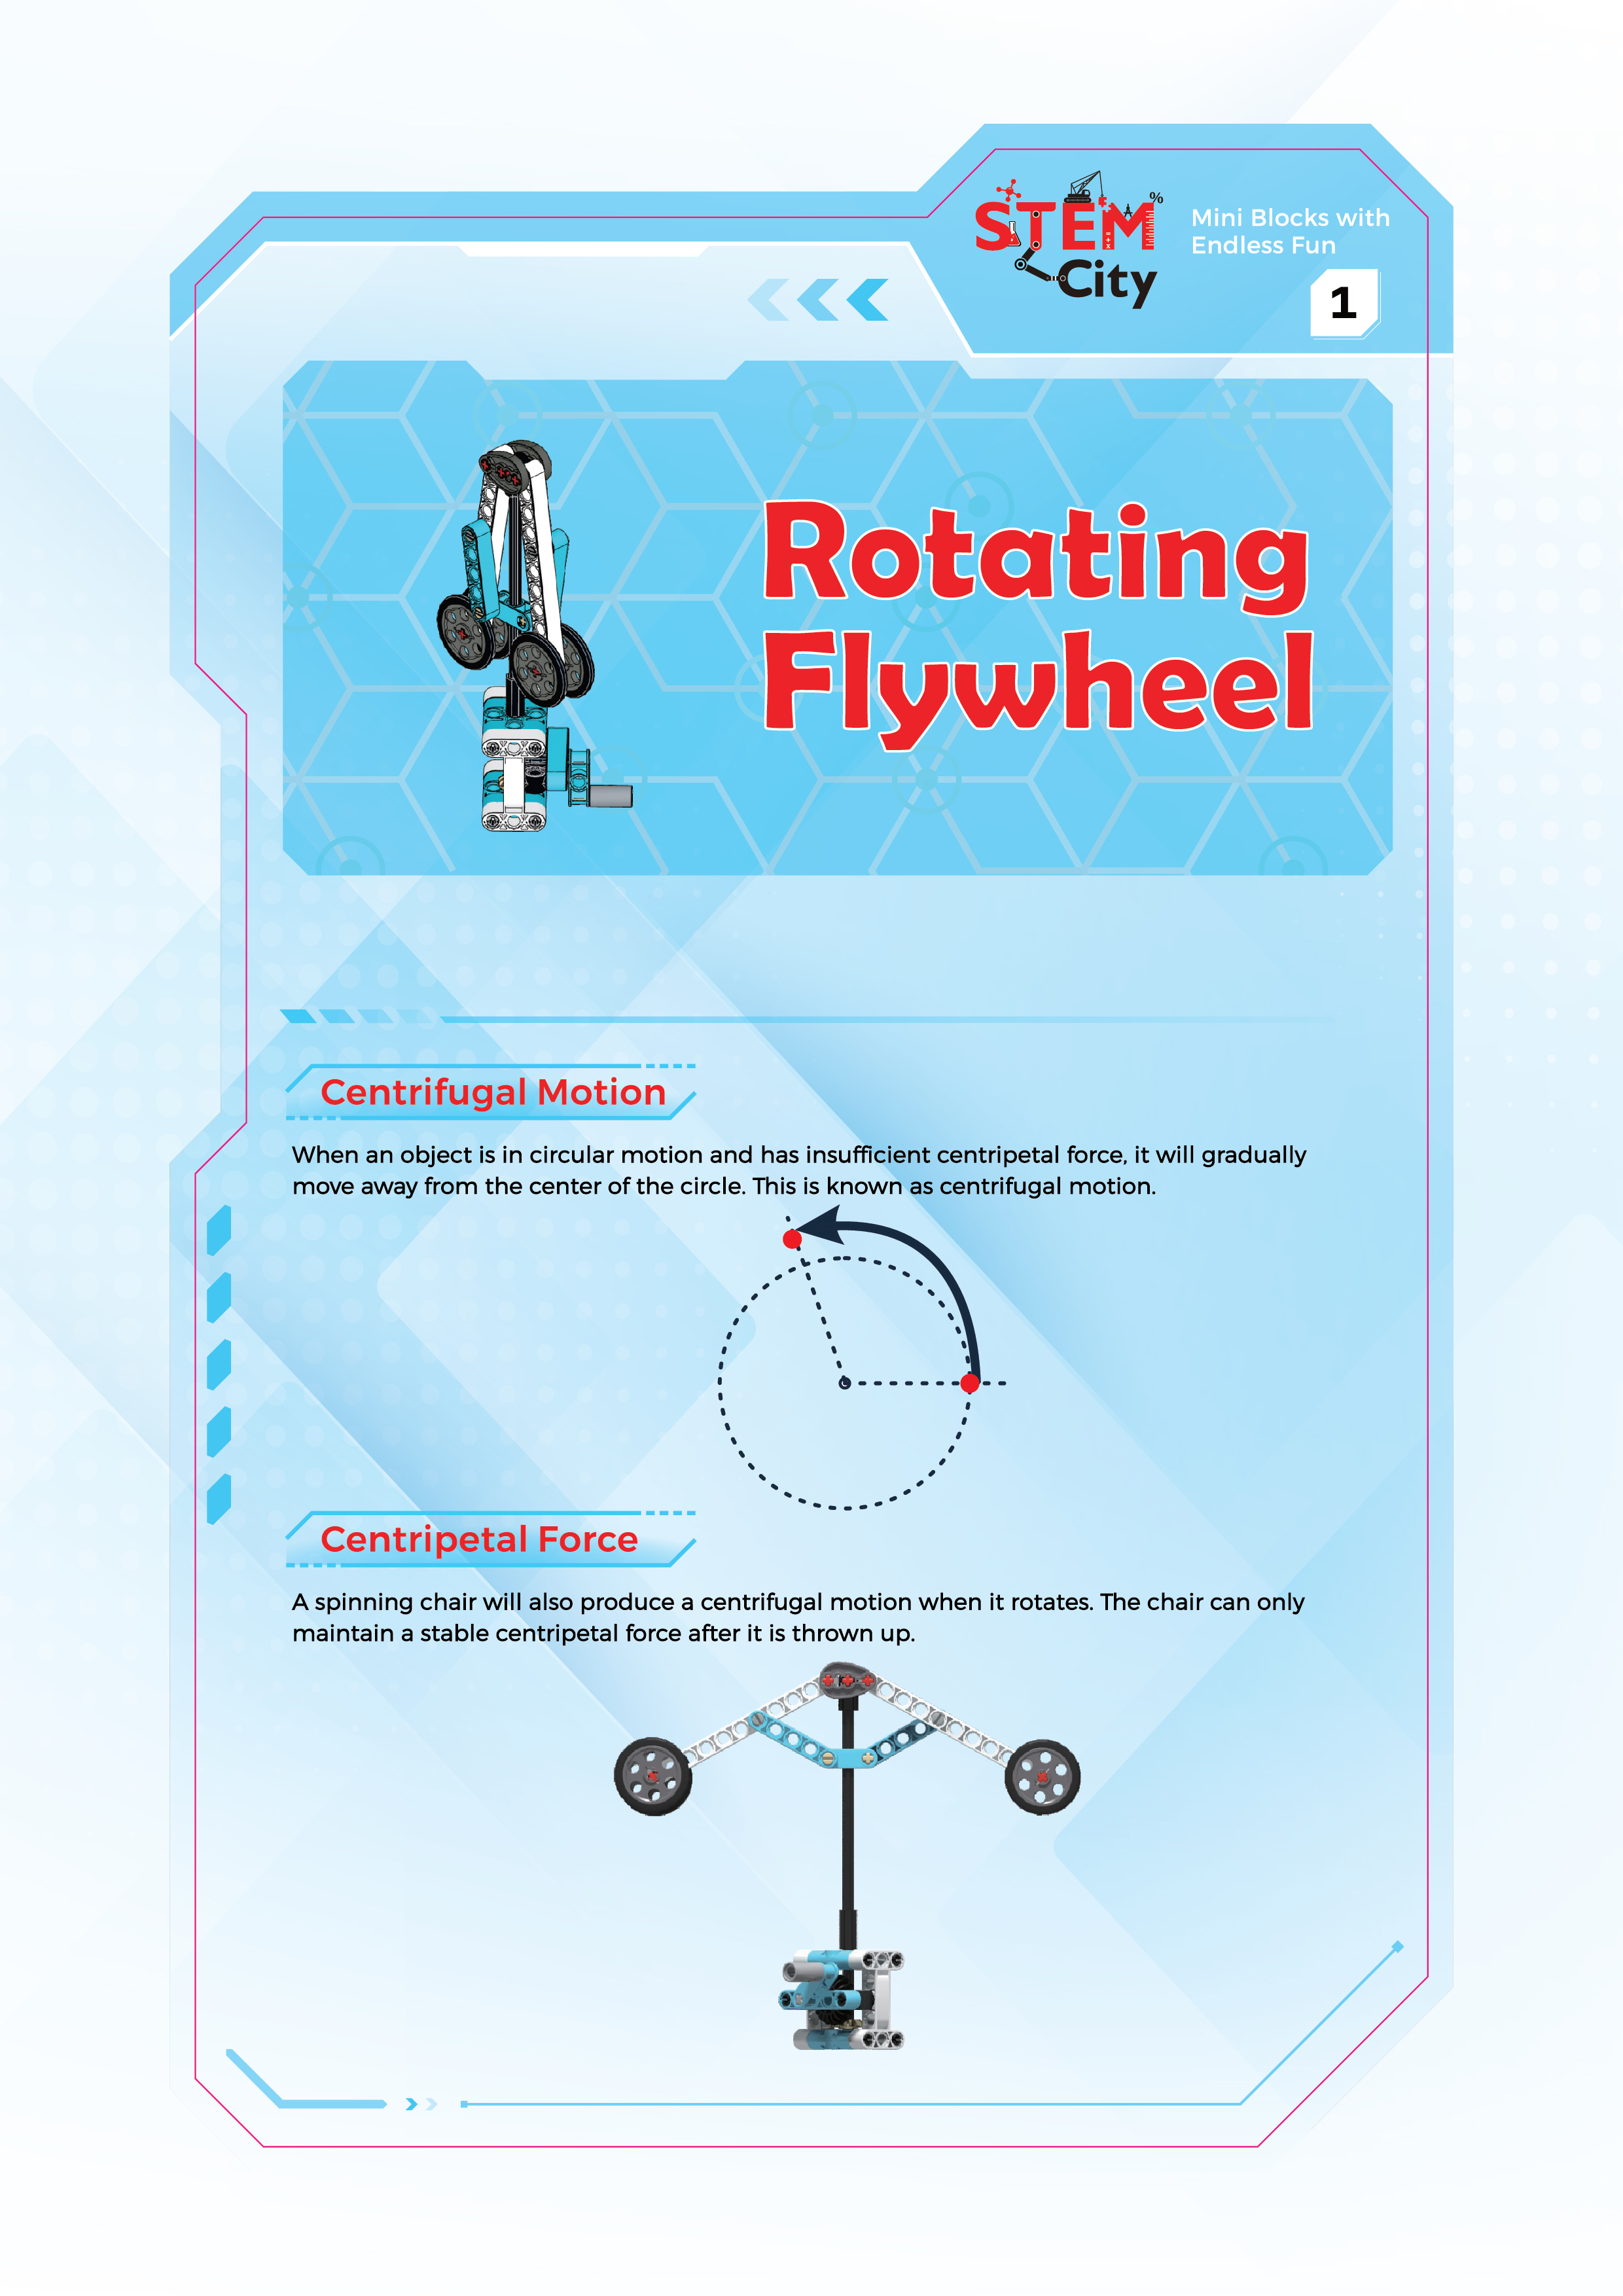 STEM
%
City
Mini Blocks with
Endless Fun
1
Rotating
Flywheel
Centrifugal Motion
When an object is in circular motion and has insufficient centripetal force, it will gradually
move away from the center of the circle. This is known as centrifugal motion.
Centripetal Force
A spinning chair will also produce a centrifugal motion when it rotates. The chair can only
maintain a stable centripetal force after it is thrown up.